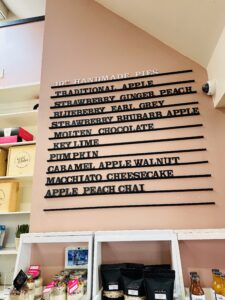 10" HANDMADE PIES
TRADITIONAL APPLE
STRAWBERRY GINGER PEACH
BLUEBERRY EARL GREY
STRAWBERRY RHUBARB APPLE
MOLTEN CHOCOLATE
KEY LIME
PUMPKIN
CARAMEL APPLE WALNUT
MACCHIATO CHEESECAKE
APPLE PEACH CHAI